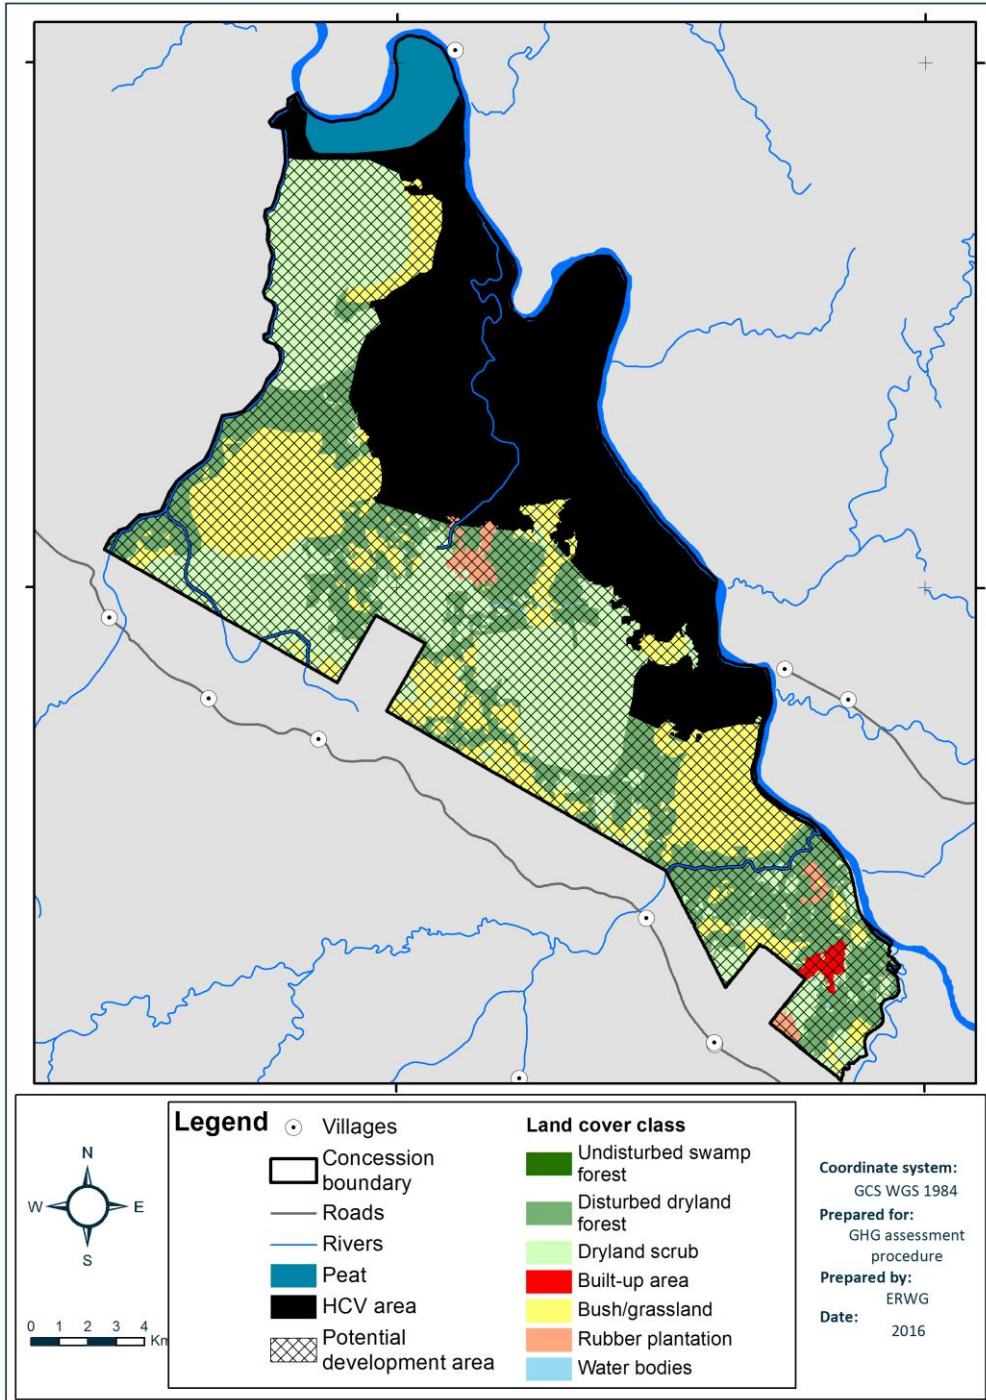 Legend
Villages
Concession
boundary
Roads
Rivers
Peat
HCV area
Potential
development area
Land cover class
Undisturbed swamp
forest
Disturbed dryland
forest
Dryland scrub
Built-up area
Bush/grassland
Rubber plantation
Water bodies
N
W E
S
0 1 2 3 4
Km
Coordinate system:
GCS WGS 1984
Prepared for:
GHG assessment
procedure
Prepared by:
ERWG
Date:
2016